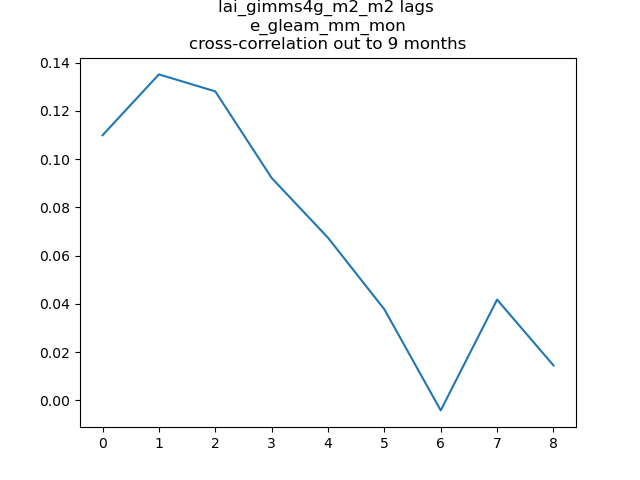 lai_gimms4g_m2_m2 lags
e_gleam_mm_mon
cross-correlation out to 9 months
0.14
0.12
0.10
0.08
0.06
0.04
0.02
0.00
0 1 2 3 4 5 6 7 8